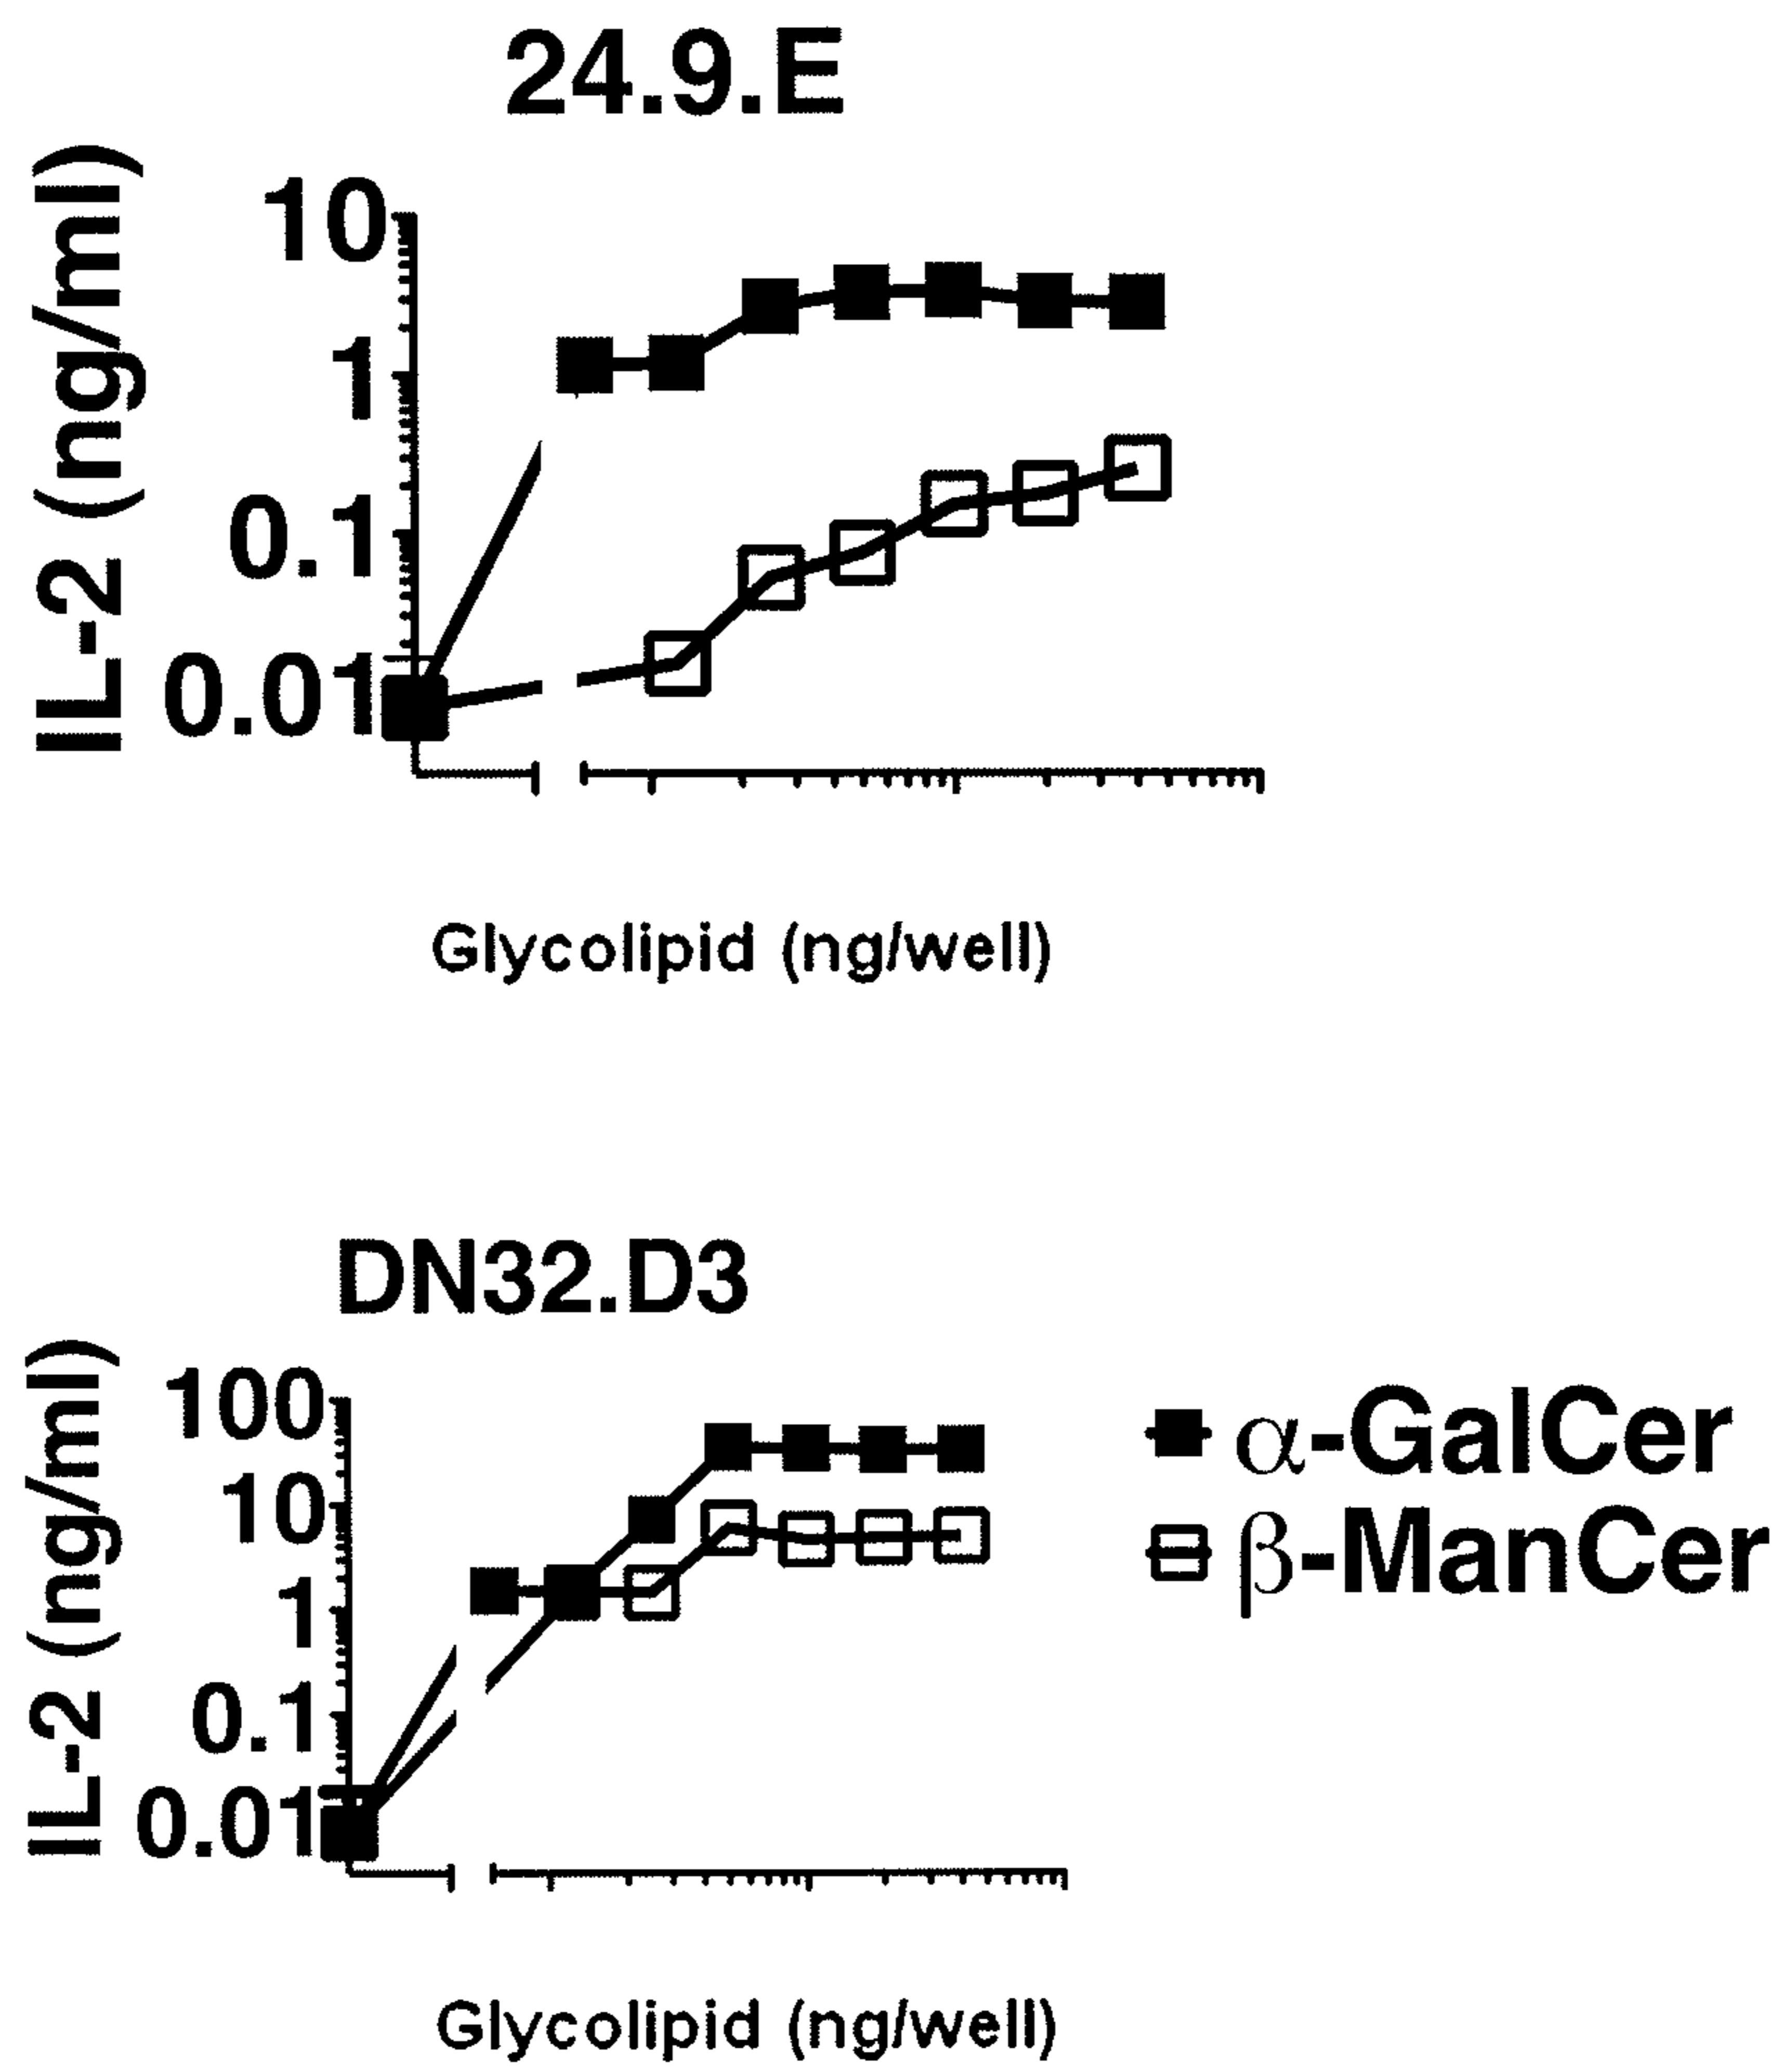 24.9.E
IL-2 (ng/ml)
10
1
0.1
0.01
Glycolipid (ng/well)
DN32.D3
IL-2 (ng/ml)
100
10
1
0.1
0.01
α-GalCer
β-ManCer
Glycolipid (ng/well)